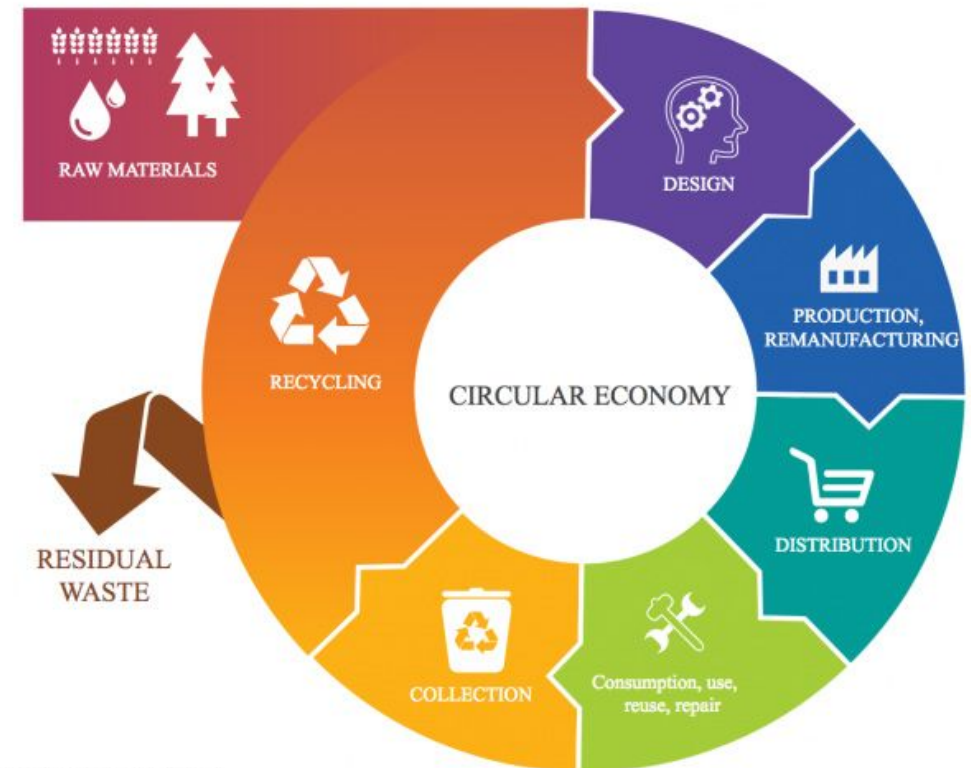 RAW MATERIALS
DESIGN
PRODUCTION,
REMANUFACTURING
RECYCLING
CIRCULAR ECONOMY
DISTRIBUTION
RESIDUAL
WASTE
COLLECTION
Consumption, use,
reuse, repair